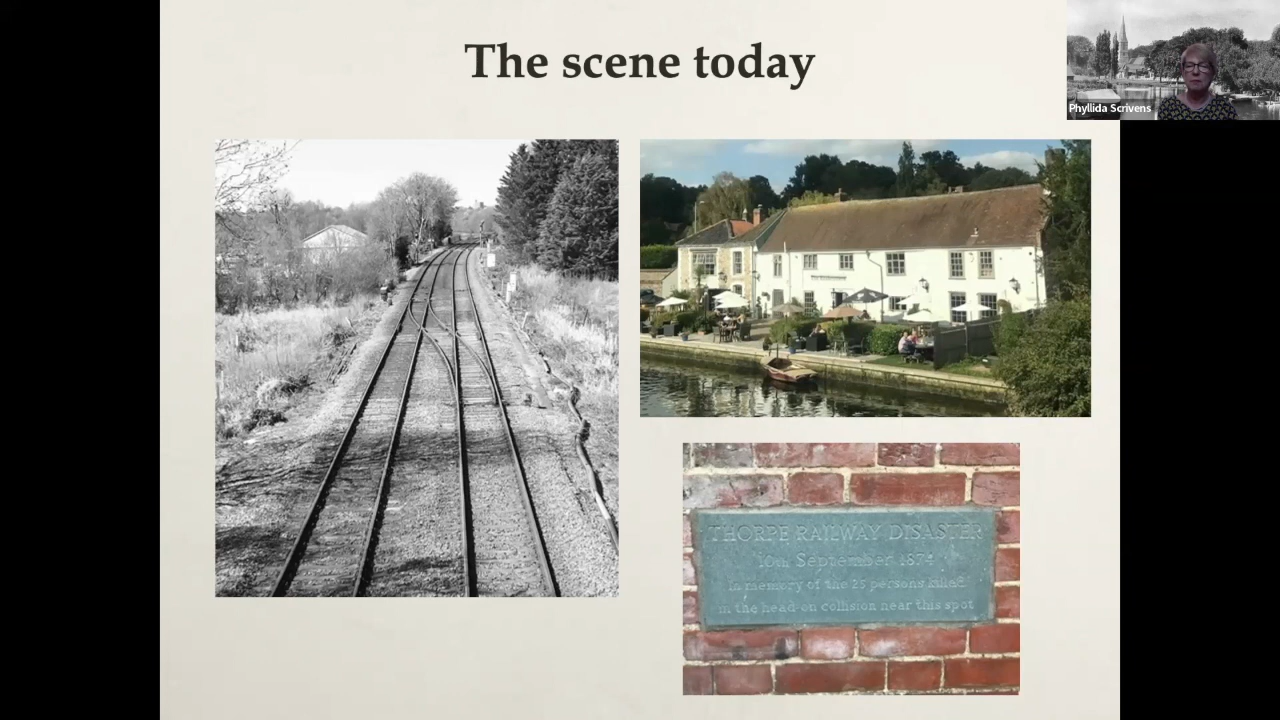 The scene today
Phyllida Scrivens
THORPE RAILWAY DISASTER
10th September 1874
In memory of the 25 persons killed
in the head-on collision near this spot